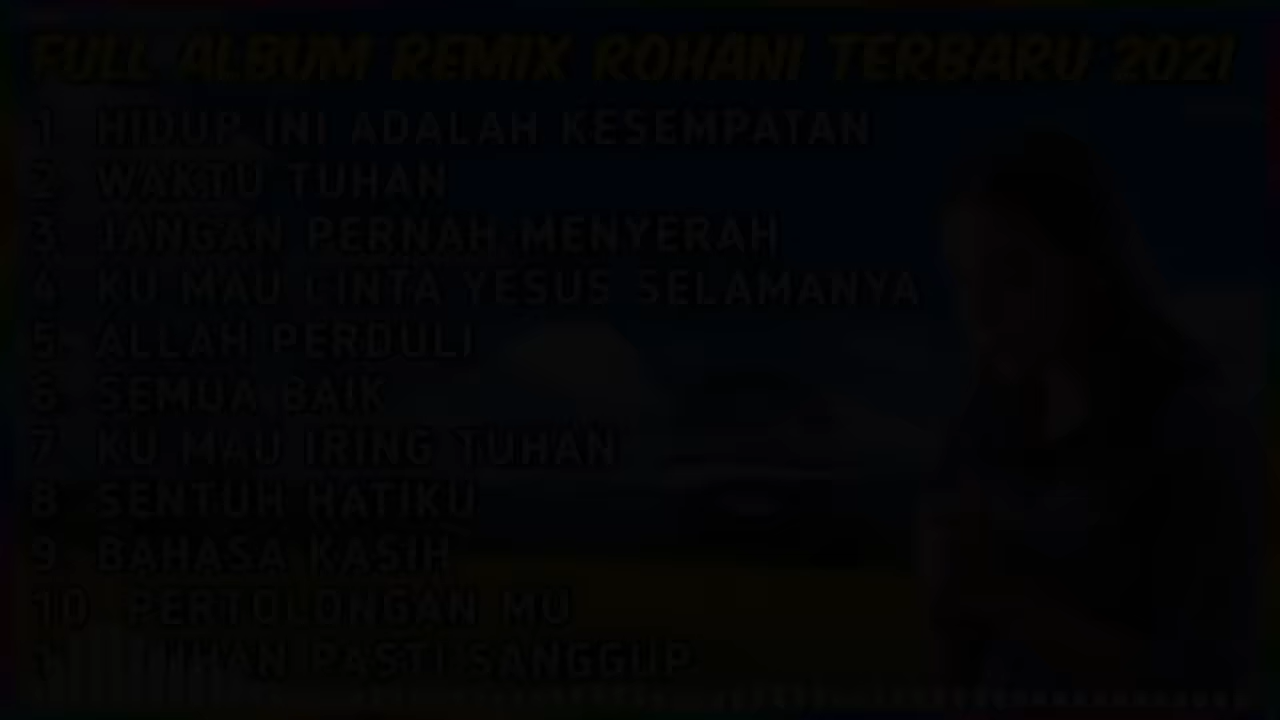 FULL ALBUM REMIX ROHANI TERBARU 2021
1. HIDUP INI ADALAH KESEMPATAN
2. WAKTU TUHAN
3. JANGAN PERNAH MENYERAH
4. KU MAU CINTA YESUS SELAMANYA
5. ALLAH PERDULI
6. SEMUA BAIK
7. KU MAU IRING TUHAN
8. SENTUH HATIKU
9. BAHASA KASIH
10. PERTOLONGAN MU
TUHAN PASTI SANGGUP